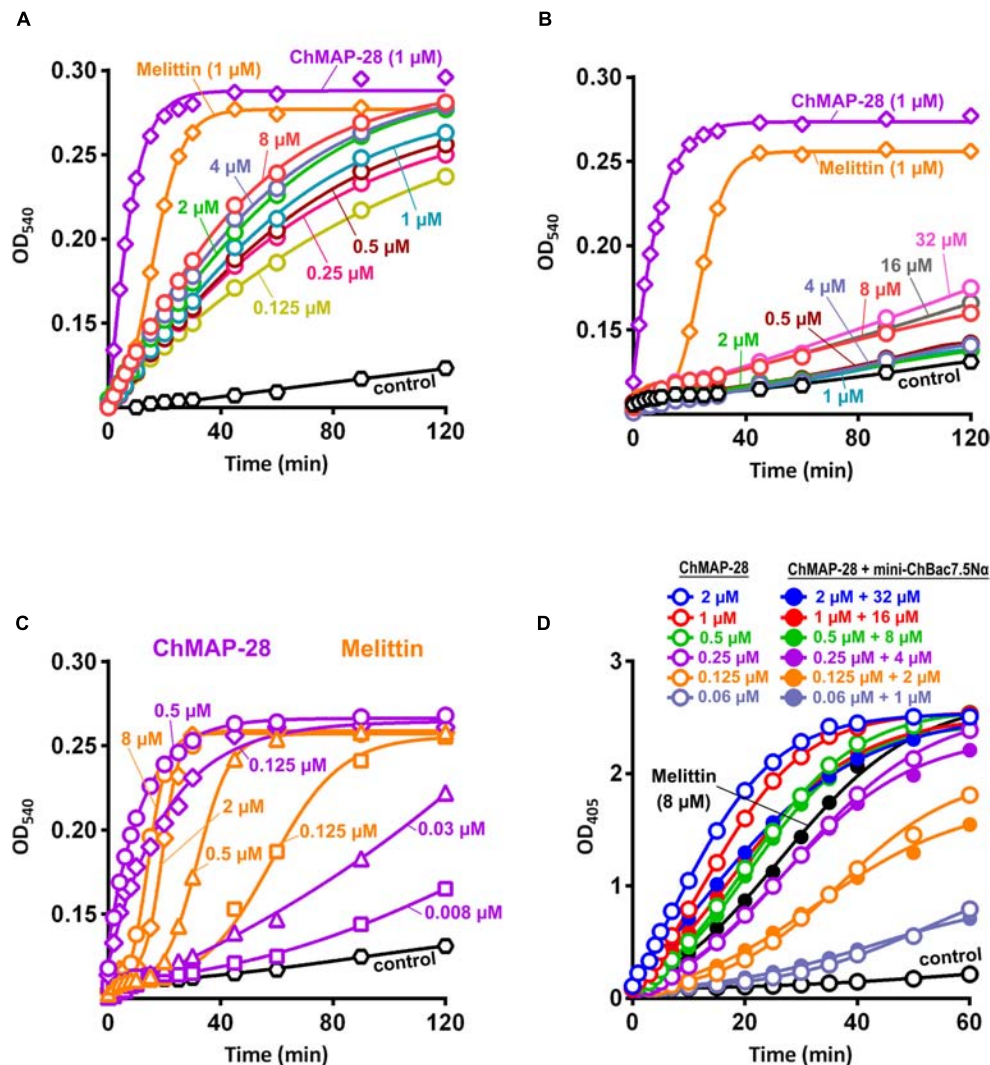 A
0.30
0.25
0.20
0.15
OD540
0
40
80
120
Time (min)
Melittin (1 µM)
ChMAP-28 (1 µM)
8 µM
4 µM
2 µM
1 µM
0.5 µM
0.25 µM
0.125 µM
control
B
0.30
0.25
0.20
0.15
OD540
0
40
80
120
Time (min)
ChMAP-28 (1 µM)
Melittin (1 µM)
32 µM
16 µM
8 µM
4 µM
0.5 µM
2 µM
control
1 µM
C
ChMAP-28
Melittin
0.30
0.25
0.20
0.15
OD540
0
40
80
120
Time (min)
0.5 µM
8 µM
0.125 µM
2 µM
0.5 µM
0.125 µM
0.03 µM
0.008 µM
control
D
ChMAP-28
ChMAP-28 + mini-ChBac7.5Nα
2 µM
2 µM + 32 µM
1 µM
1 µM + 16 µM
0.5 µM
0.5 µM + 8 µM
0.25 µM
0.25 µM + 4 µM
0.125 µM
0.125 µM + 2 µM
0.06 µM
0.06 µM + 1 µM
3
2
1
0
OD405
0
20
40
60
Time (min)
Melittin
(8 µM)
control